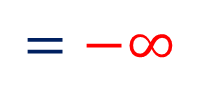 = −∞